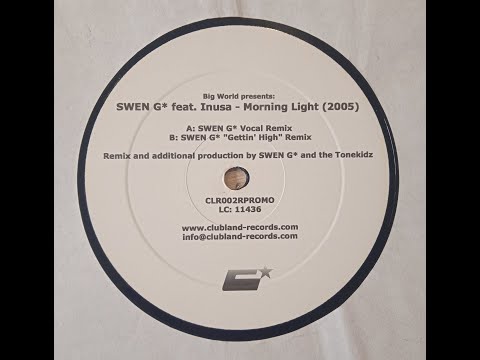 Big World presents:
SWEN G* feat. Inusa - Morning Light (2005)
A: SWEN G* Vocal Remix
B: SWEN G* "Gettin' High" Remix
Remix and additional production by SWEN G* and the Tonekidz
CLR002RPROMO
LC: 11436
www.clubland-records.com
info@clubland-records.com